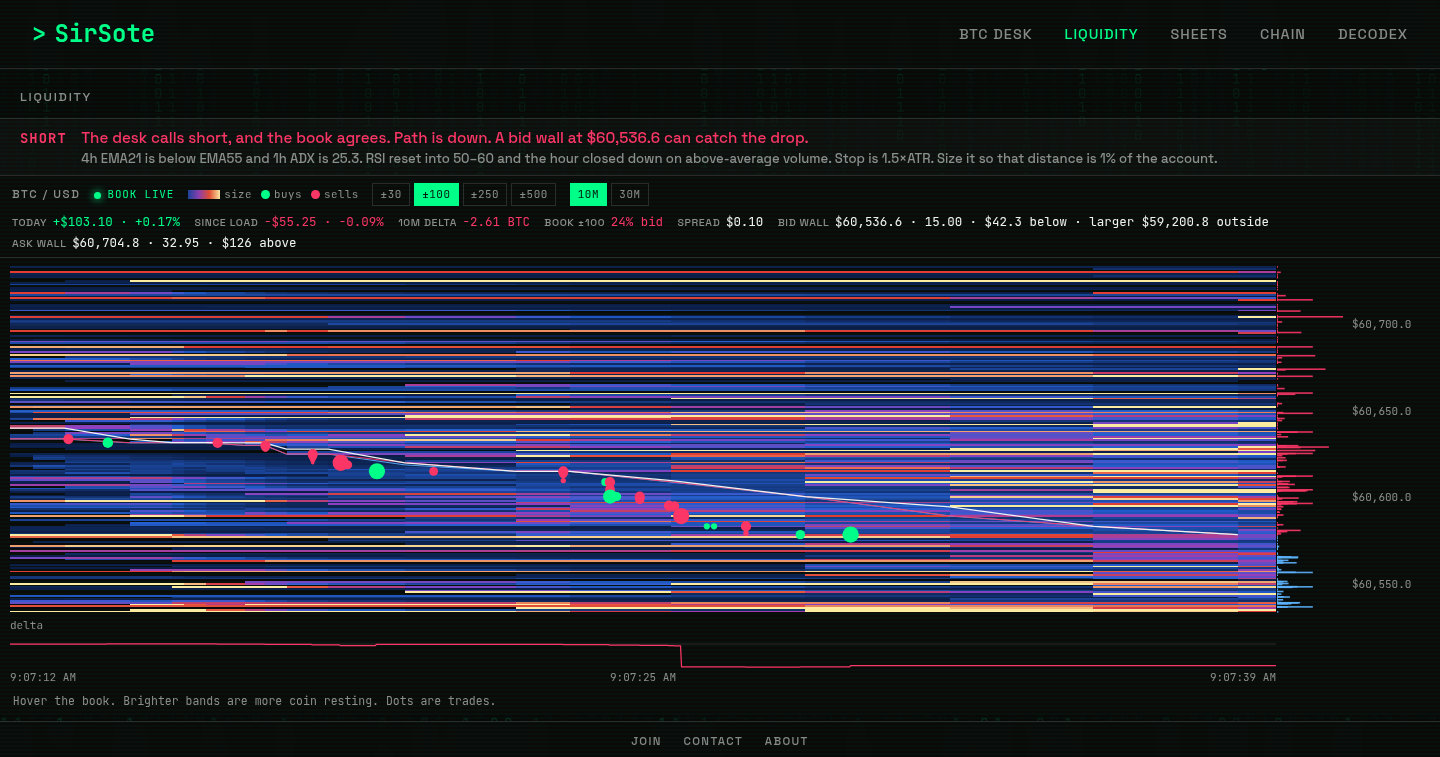 > SirSote
BTC DESK LIQUIDITY SHEETS CHAIN DECODEX
LIQUIDITY
SHORT The desk calls short, and the book agrees. Path is down. A bid wall at $60,536.6 can catch the drop.
4h EMA21 is below EMA55 and 1h ADX is 25.3. RSI reset into 50–60 and the hour closed down on above-average volume. Stop is 1.5×ATR. Size it so that distance is 1% of the account.
BTC / USD BOOK LIVE size buys sells ±30 ±100 ±250 ±500 10M 30M
TODAY +$103.10 · +0.17% SINCE LOAD -$55.25 · -0.09% 10M DELTA -2.61 BTC BOOK ±100 24% bid SPREAD $0.10 BID WALL $60,536.6 · 15.00 · $42.3 below · larger $59,200.8 outside
ASK WALL $60,704.8 · 32.95 · $126 above
$60,700.0
$60,650.0
$60,600.0
$60,550.0
delta
9:07:12 AM 9:07:25 AM 9:07:39 AM
Hover the book. Brighter bands are more coin resting. Dots are trades.
JOIN CONTACT ABOUT